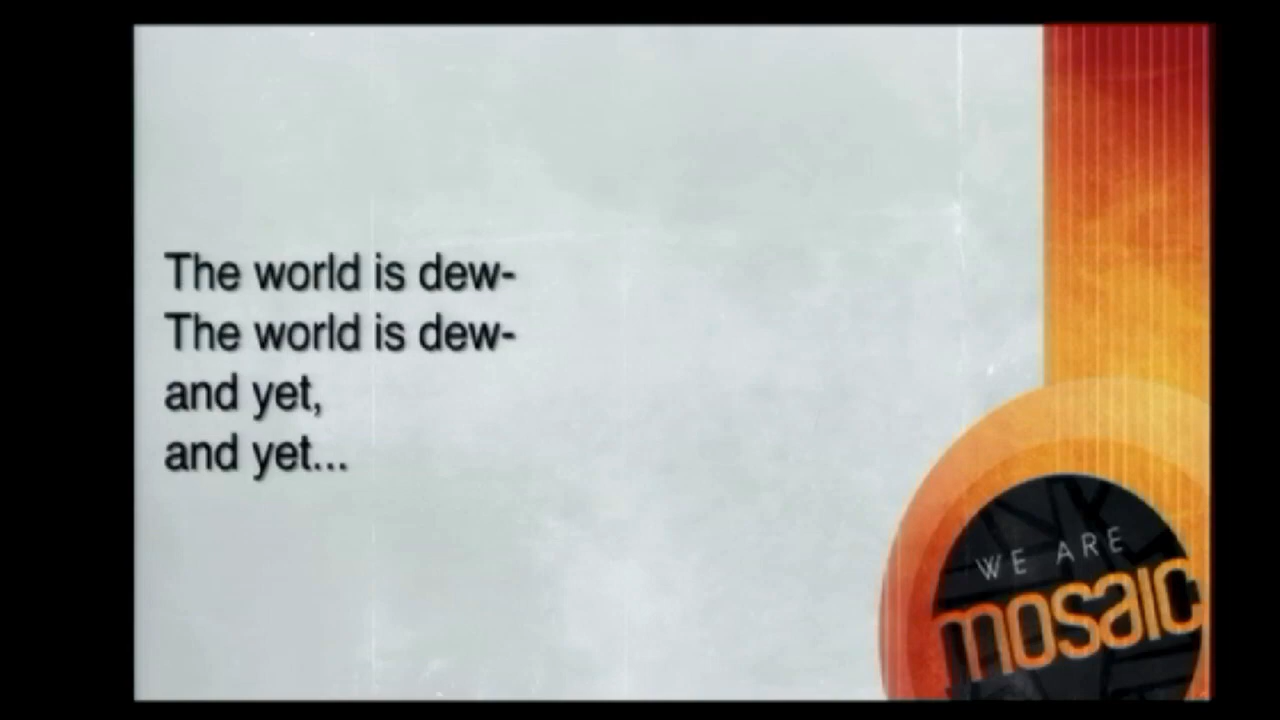 The world is dew-
The world is dew-
and yet,
and yet...
WE ARE
mosaic